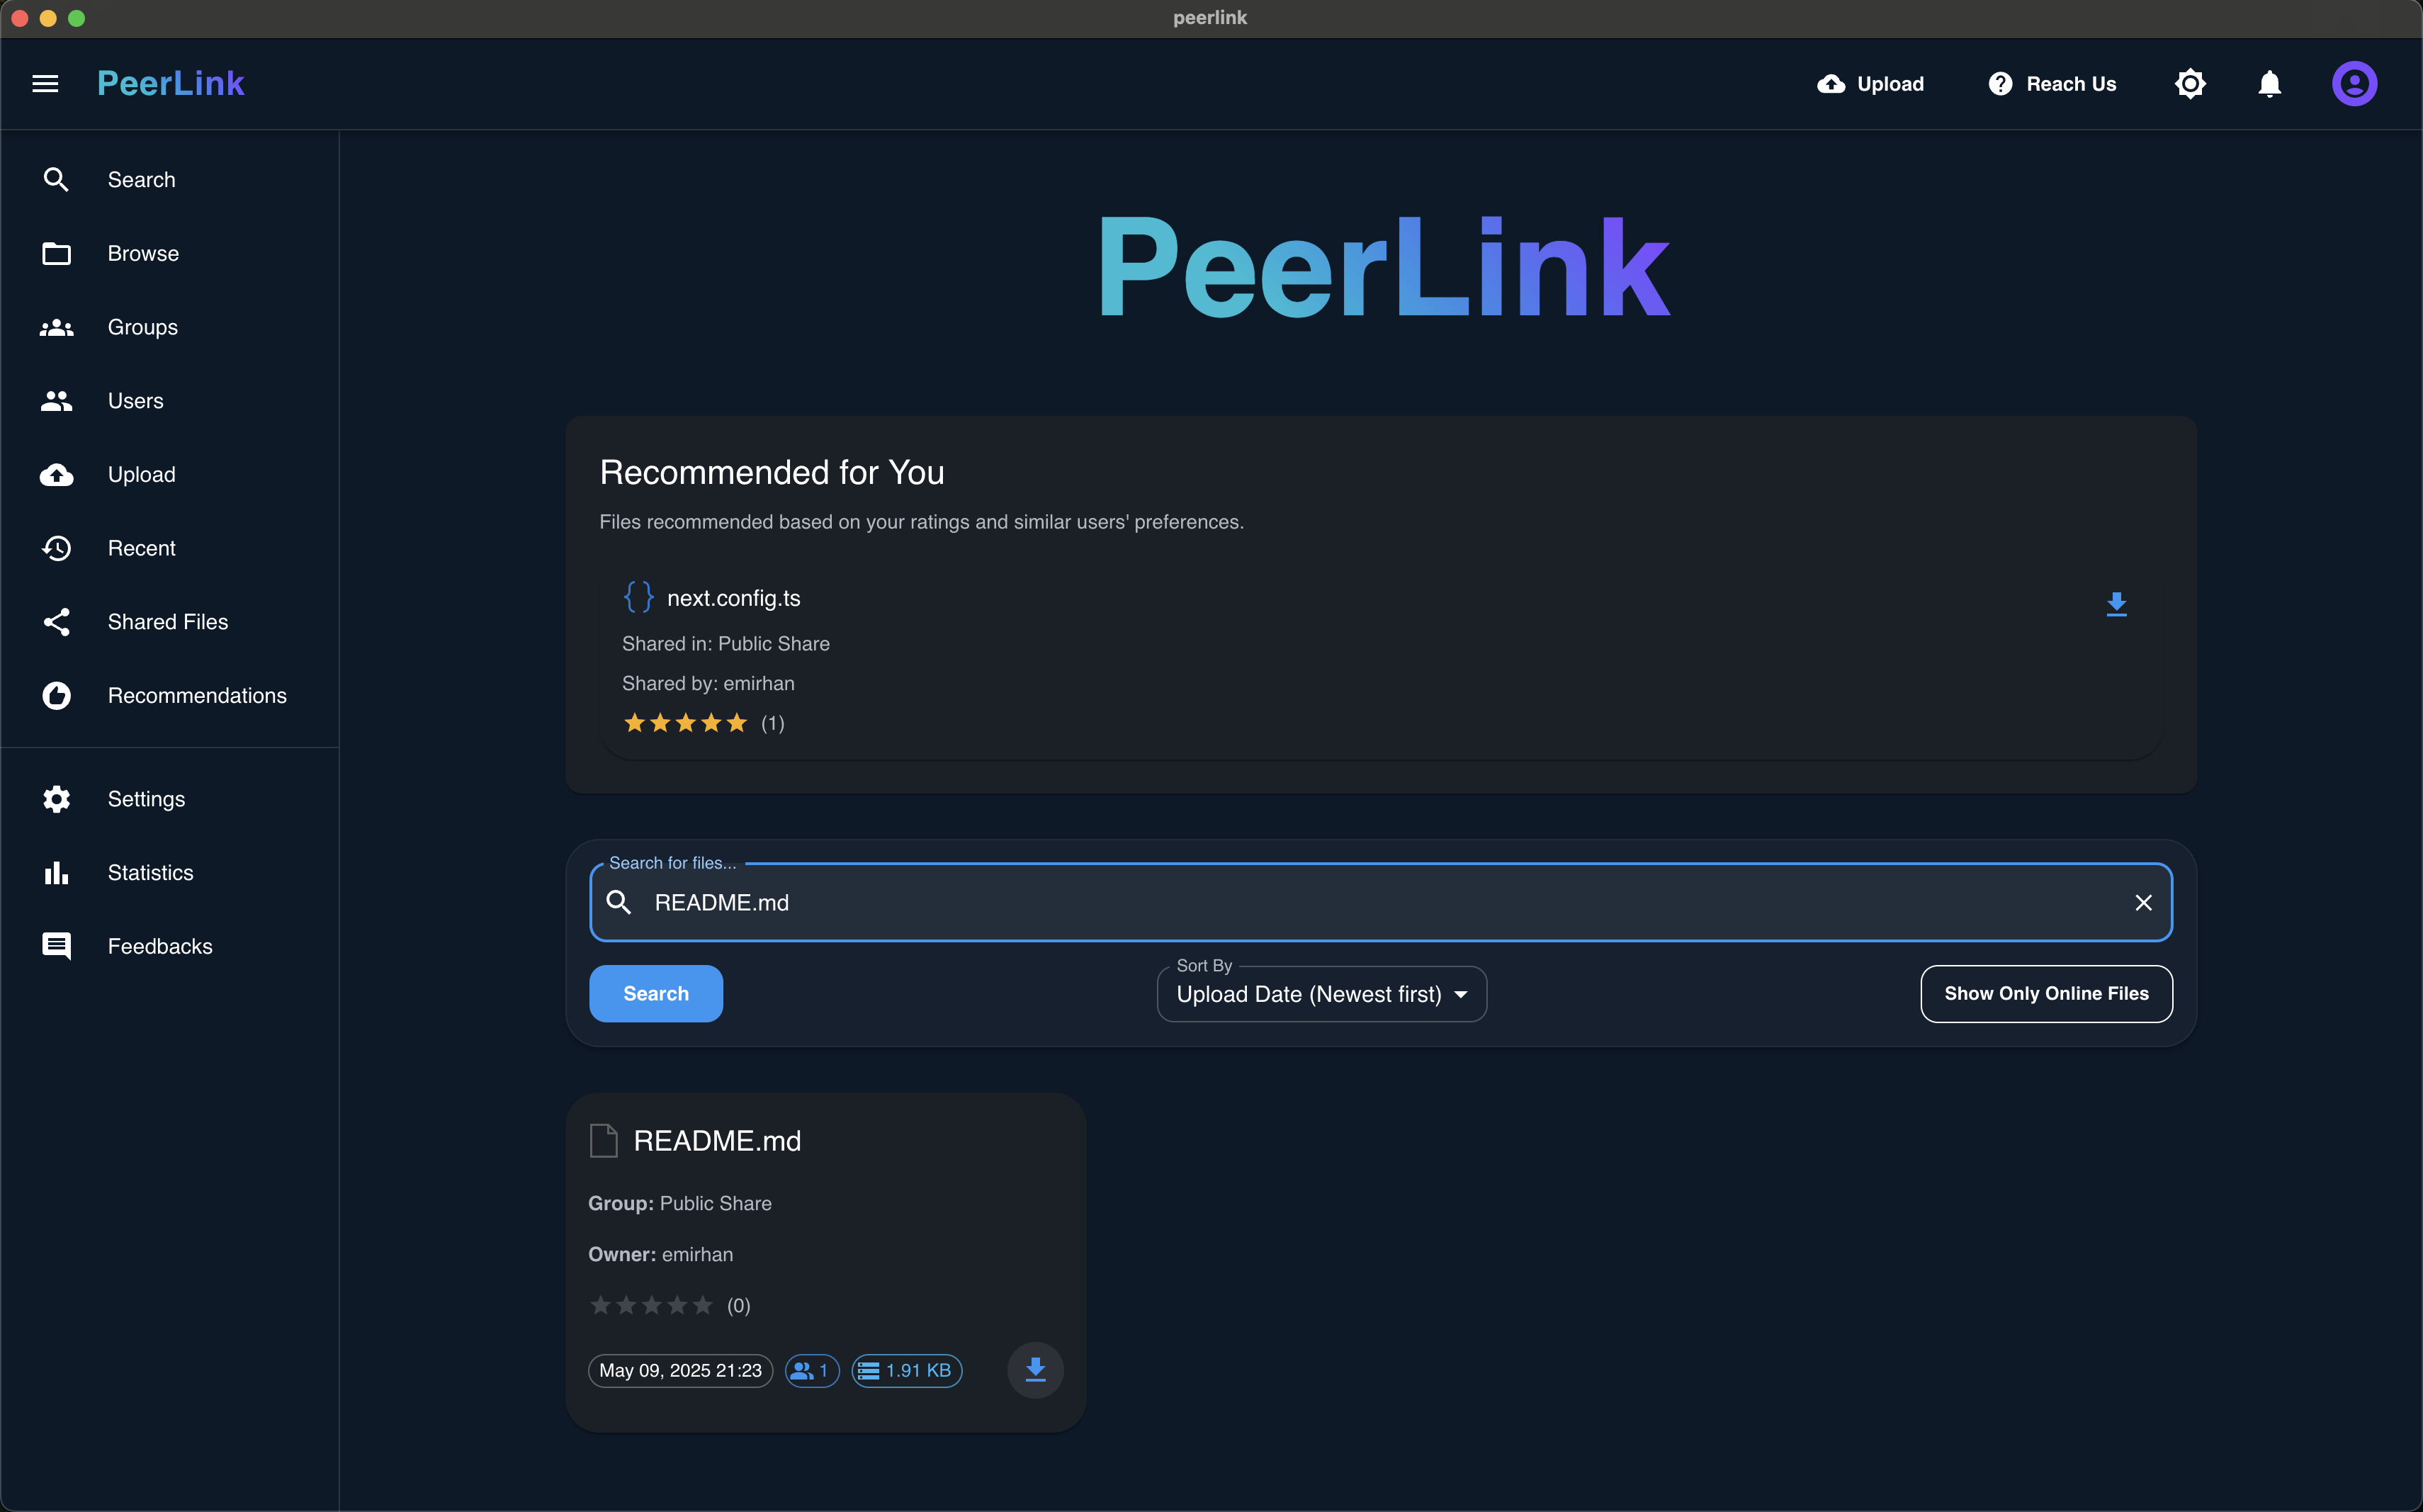 peerlink
PeerLink
Upload
Reach Us
Search
Browse
Groups
Users
Upload
Recent
Shared Files
Recommendations
Settings
Statistics
Feedbacks
PeerLink
Recommended for You
Files recommended based on your ratings and similar users' preferences.
next.config.ts
Shared in: Public Share
Shared by: emirhan
(1)
Search for files...
README.md
Search
Sort By
Upload Date (Newest first)
Show Only Online Files
README.md
Group: Public Share
Owner: emirhan
(0)
May 09, 2025 21:23
1
1.91 KB